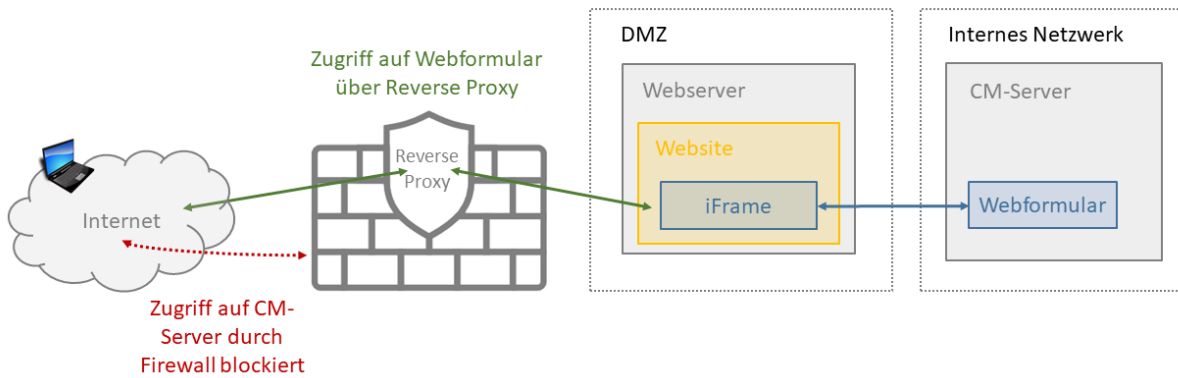 DMZ
Internes Netzwerk
Zugriff auf Webformular
über Reverse Proxy
Webserver
CM-Server
Website
Reverse
Proxy
iFrame
Webformular
Internet
Zugriff auf CM-
Server durch
Firewall blockiert